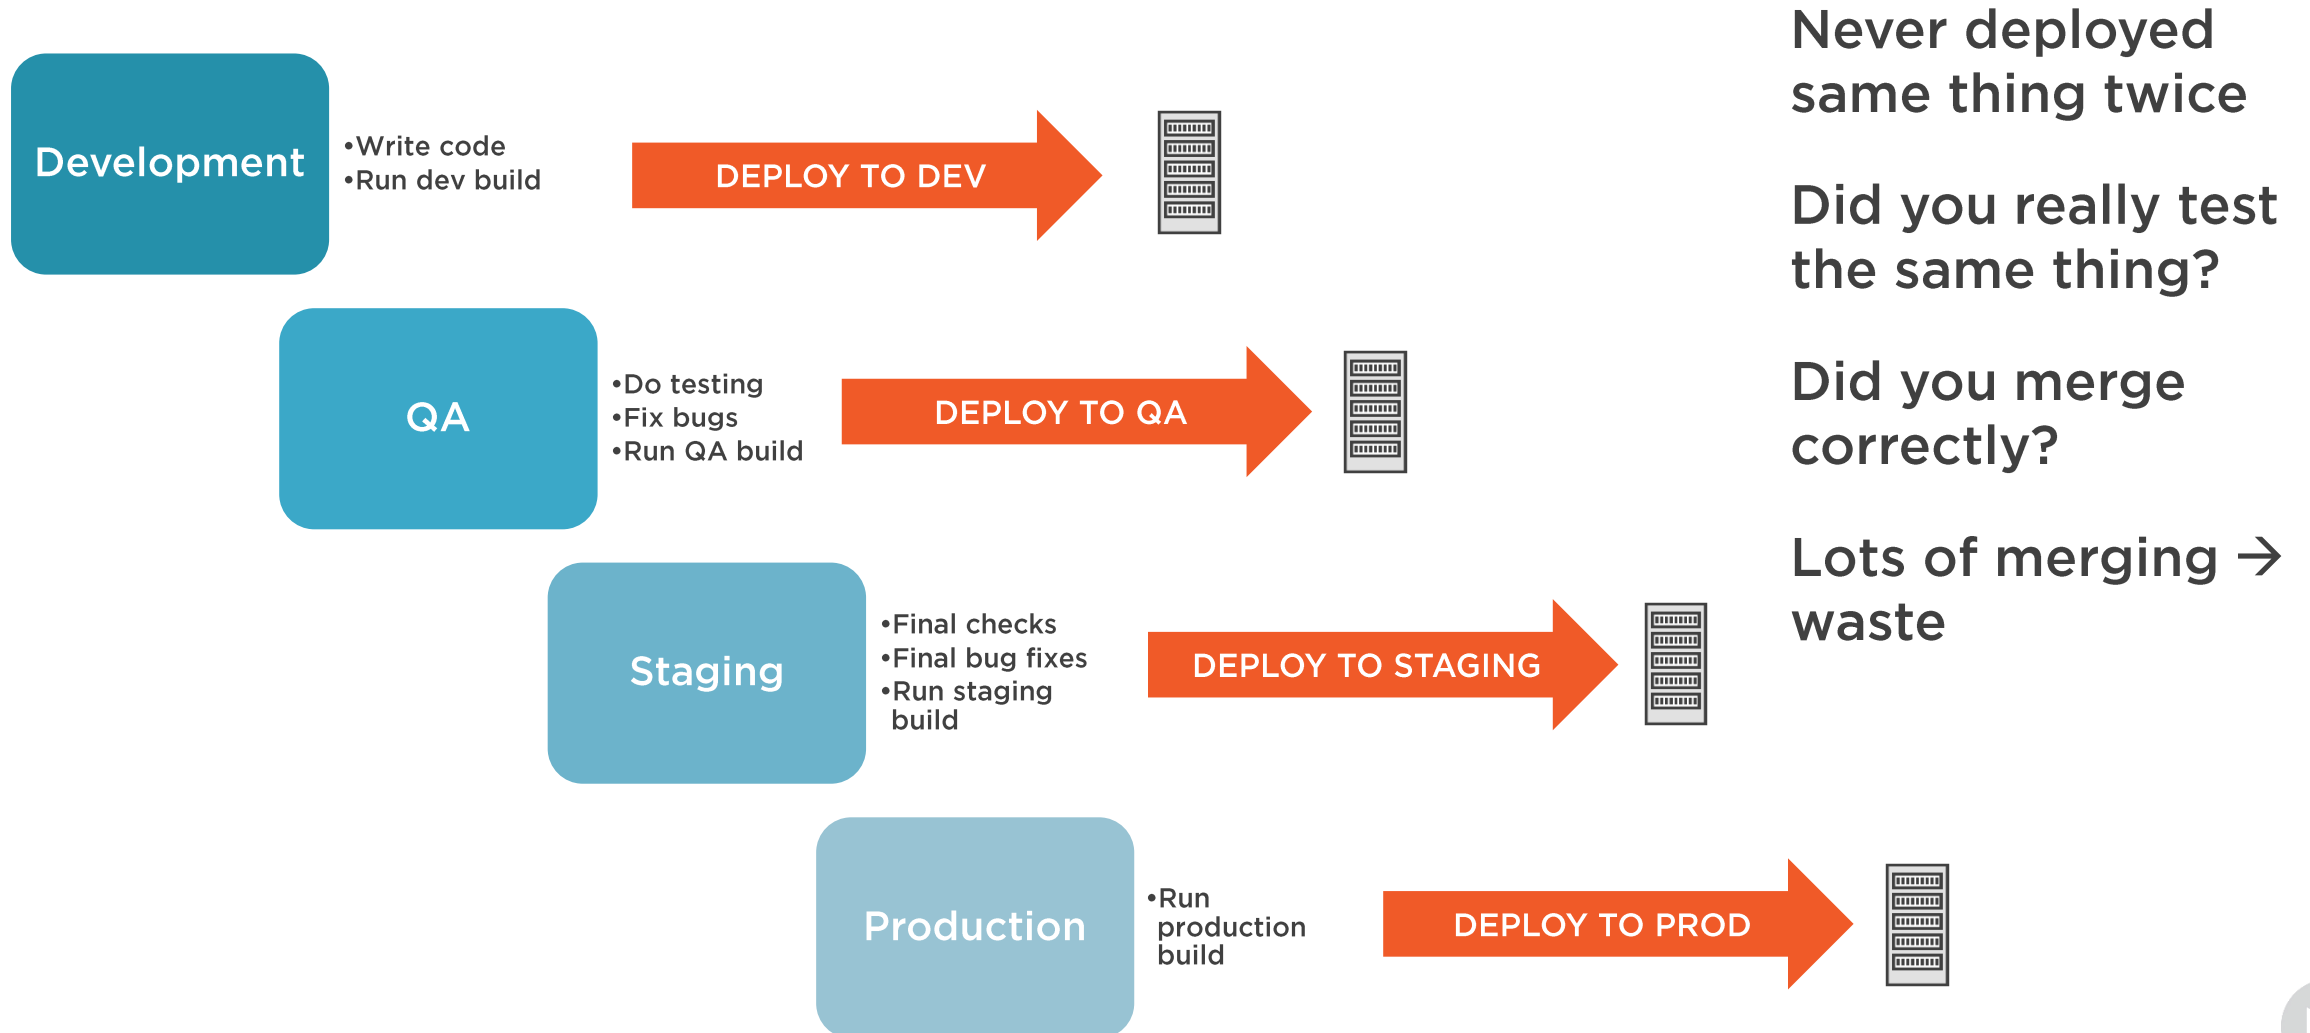 Development
•Write code
•Run dev build
DEPLOY TO DEV
QA
•Do testing
•Fix bugs
•Run QA build
DEPLOY TO QA
Staging
•Final checks
•Final bug fixes
•Run staging
build
DEPLOY TO STAGING
Production
•Run
production
build
DEPLOY TO PROD
Never deployed
same thing twice
Did you really test
the same thing?
Did you merge
correctly?
Lots of merging →
waste